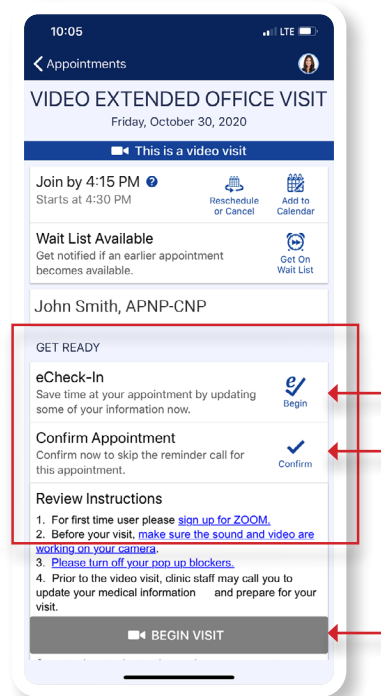 10:05
LTE
Appointments
VIDEO EXTENDED OFFICE VISIT
Friday, October 30, 2020
This is a video visit
Join by 4:15 PM ?
Starts at 4:30 PM
Reschedule
or Cancel
Add to
Calendar
Wait List Available
Get notified if an earlier appointment
becomes available.
Get On
Wait List
John Smith, APNP-CNP
GET READY
eCheck-In
Save time at your appointment by updating
some of your information now.
Begin
Confirm Appointment
Confirm now to skip the reminder call for
this appointment.
Confirm
Review Instructions
1. For first time user please sign up for ZOOM.
2. Before your visit, make sure the sound and video are
working on your camera.
3. Please turn off your pop up blockers.
4. Prior to the video visit, clinic staff may call you to
update your medical information and prepare for your
visit.
BEGIN VISIT